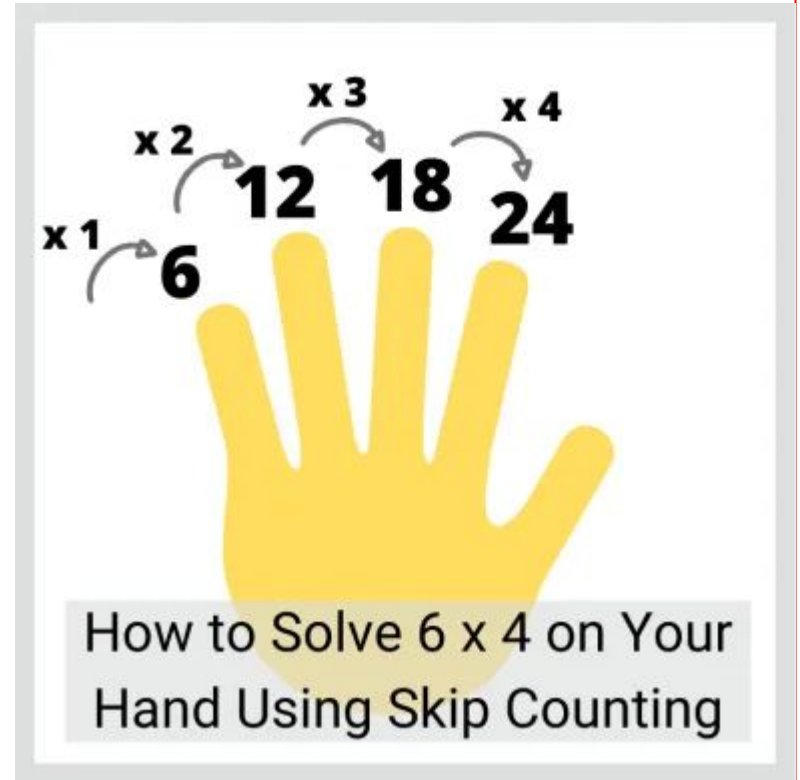 x 1
6
x 2
12
x 3
18
x 4
24
How to Solve 6 x 4 on Your
Hand Using Skip Counting